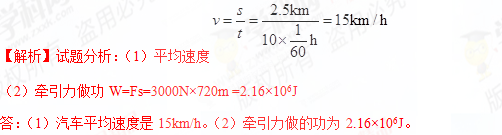 v = s/t = 2.5km/(10×1/60 h) = 15km/h
【解析】试题分析：（1）平均速度
（2）牵引力做功 W=Fs=3000N×720m =2.16×10⁶J
答：（1）汽车平均速度是 15km/h。（2）牵引力做的功为 2.16×10⁶J。